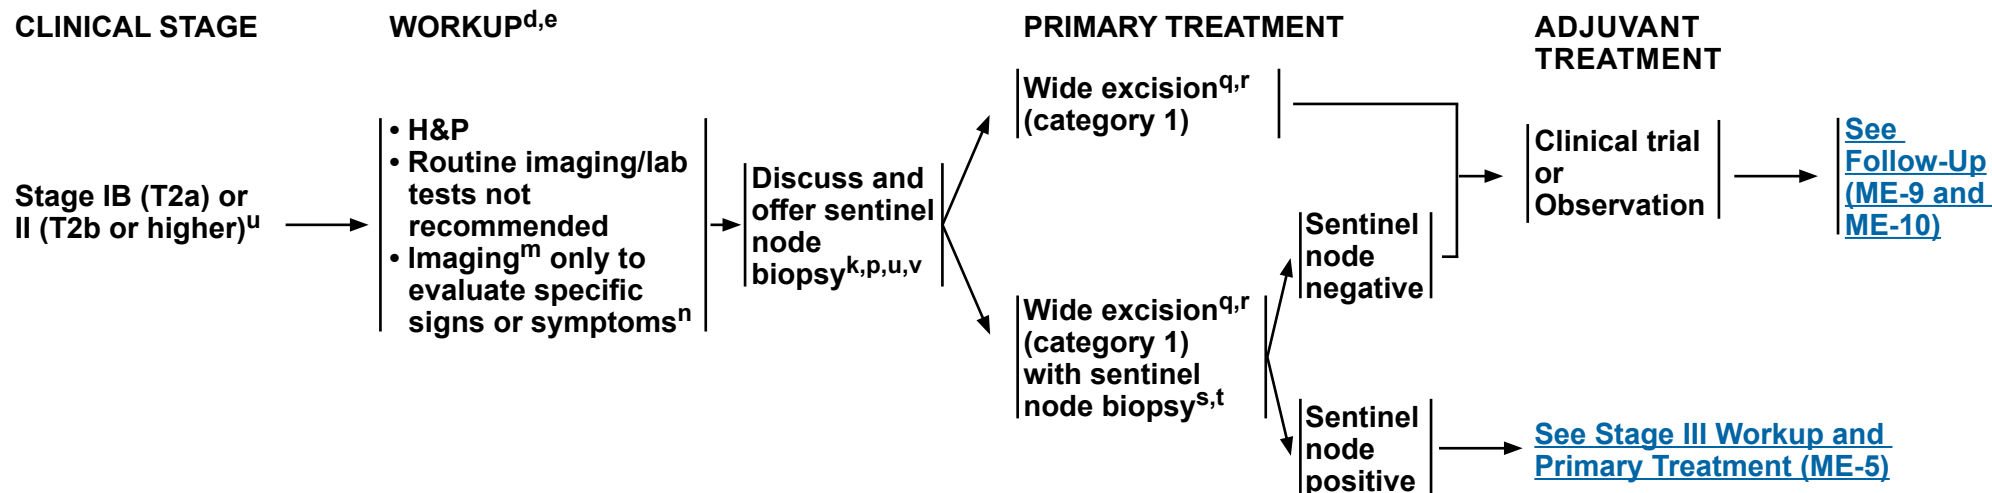 CLINICAL STAGE
WORKUPd,e
PRIMARY TREATMENT
ADJUVANT
TREATMENT
Stage IB (T2a) or
II (T2b or higher)u
• H&P
• Routine imaging/lab
tests not
recommended
• Imagingm only to
evaluate specific
signs or symptomsn
Discuss and
offer sentinel
node
biopsyk,p,u,v
Wide excisionq,r
(category 1)
Wide excisionq,r
(category 1)
with sentinel
node biopsys,t
Sentinel
node
negative
Sentinel
node
positive
Clinical trial
or
Observation
See
Follow-Up
(ME-9 and
ME-10)
See Stage III Workup and
Primary Treatment (ME-5)